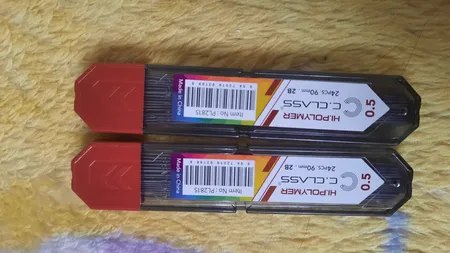 0.5
HI.POLYMER
C.CLASS
C
24PCS. 90mm 2B
Item No.:PL2815
Made in China
0.5
HI.POLYMER
C.CLASS
C
24PCS. 90mm 2B
Item No.:PL2815
Made in China